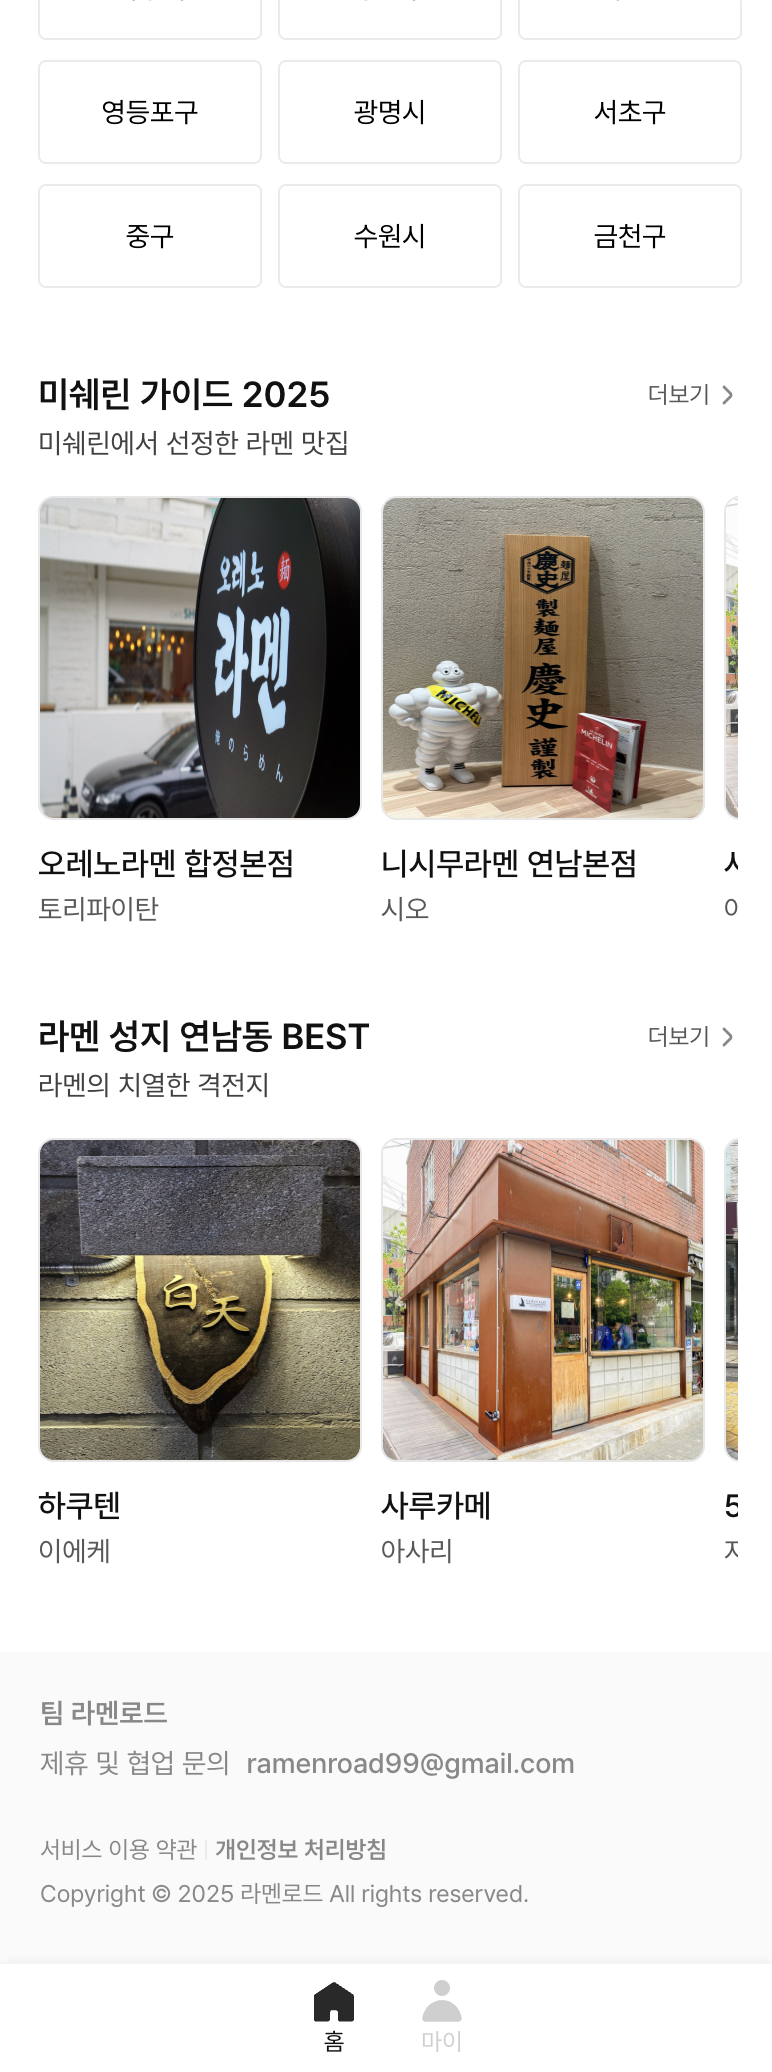 영등포구
광명시
서초구
중구
수원시
금천구
미쉐린 가이드 2025
더보기
미쉐린에서 선정한 라멘 맛집
오레노
麺
라멘
俺のらめん
慶史
麺屋
製麺屋
慶史
謹製
MICHELIN
오레노라멘 합정본점
니시무라멘 연남본점
토리파이탄
시오
라멘 성지 연남동 BEST
더보기
라멘의 치열한 격전지
白天
하쿠텐
사루카메
5
이에케
아사리
팀 라멘로드
제휴 및 협업 문의 ramenroad99@gmail.com
서비스 이용 약관 | 개인정보 처리방침
Copyright © 2025 라멘로드 All rights reserved.
홈
마이